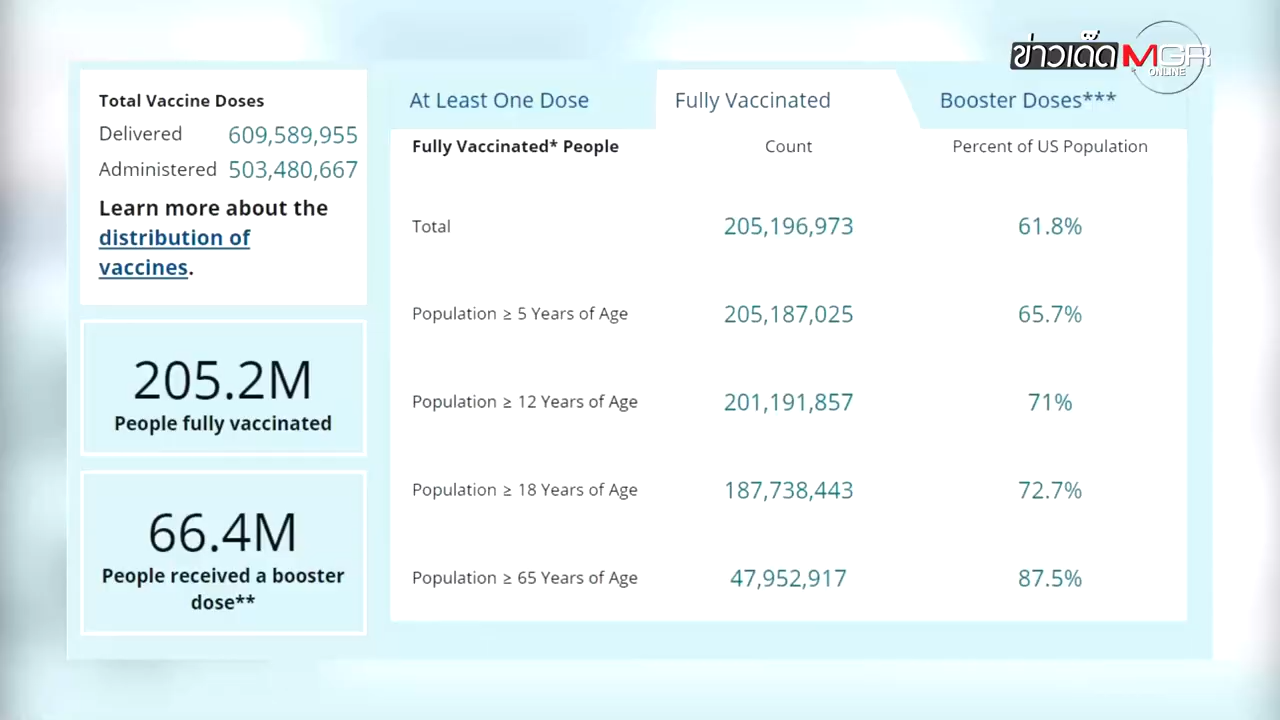 ข่าวเด็ด MGR
ONLINE
Total Vaccine Doses
Delivered 609,589,955
Administered 503,480,667
Learn more about the
distribution of
vaccines.
205.2M
People fully vaccinated
66.4M
People received a booster
dose**
At Least One Dose Fully Vaccinated Booster Doses***
Fully Vaccinated* People Count Percent of US Population
Total 205,196,973 61.8%
Population ≥ 5 Years of Age 205,187,025 65.7%
Population ≥ 12 Years of Age 201,191,857 71%
Population ≥ 18 Years of Age 187,738,443 72.7%
Population ≥ 65 Years of Age 47,952,917 87.5%